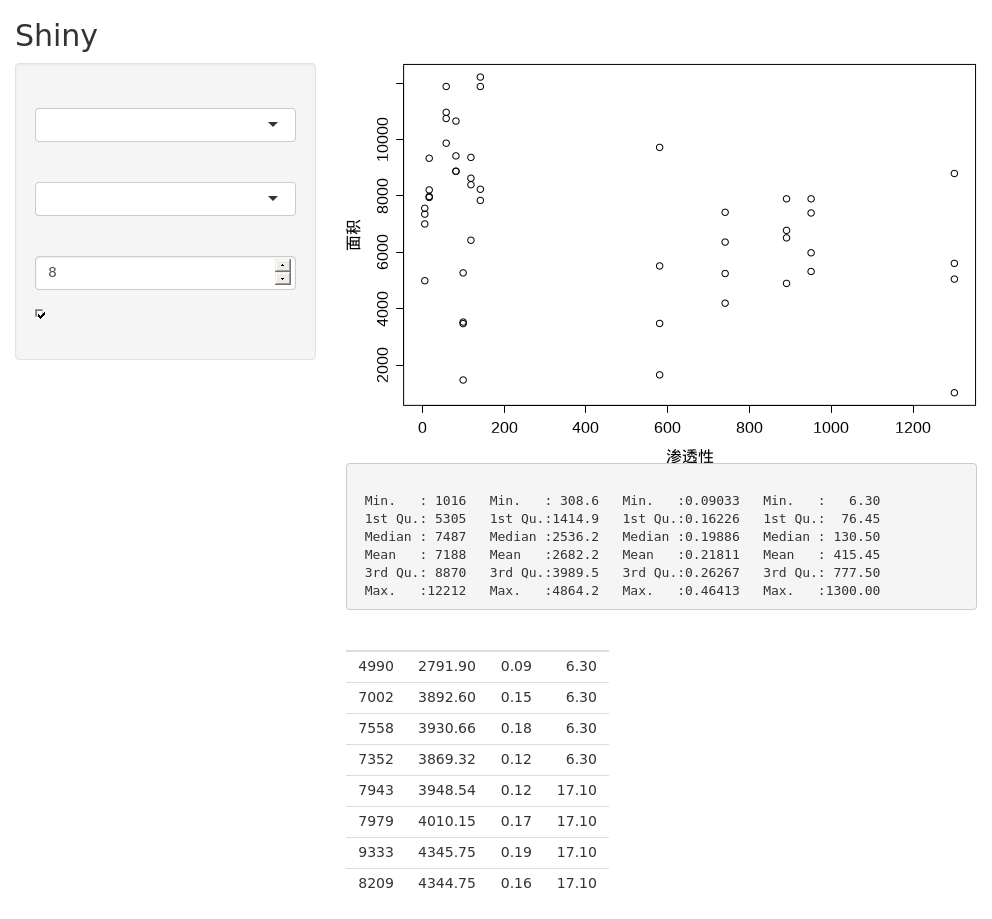 Shiny
8
面积
2000 4000 6000 8000 10000
0 200 400 600 800 1000 1200
渗透性
Min.   : 1016   Min.   : 308.6   Min.   :0.09033   Min.   :   6.30
1st Qu.: 5305   1st Qu.:1414.9   1st Qu.:0.16226   1st Qu.:  76.45
Median : 7487   Median :2536.2   Median :0.19886   Median : 130.50
Mean   : 7188   Mean   :2682.2   Mean   :0.21811   Mean   : 415.45
3rd Qu.: 8870   3rd Qu.:3989.5   3rd Qu.:0.26267   3rd Qu.: 777.50
Max.   :12212   Max.   :4864.2   Max.   :0.46413   Max.   :1300.00
4990 2791.90 0.09 6.30
7002 3892.60 0.15 6.30
7558 3930.66 0.18 6.30
7352 3869.32 0.12 6.30
7943 3948.54 0.12 17.10
7979 4010.15 0.17 17.10
9333 4345.75 0.19 17.10
8209 4344.75 0.16 17.10